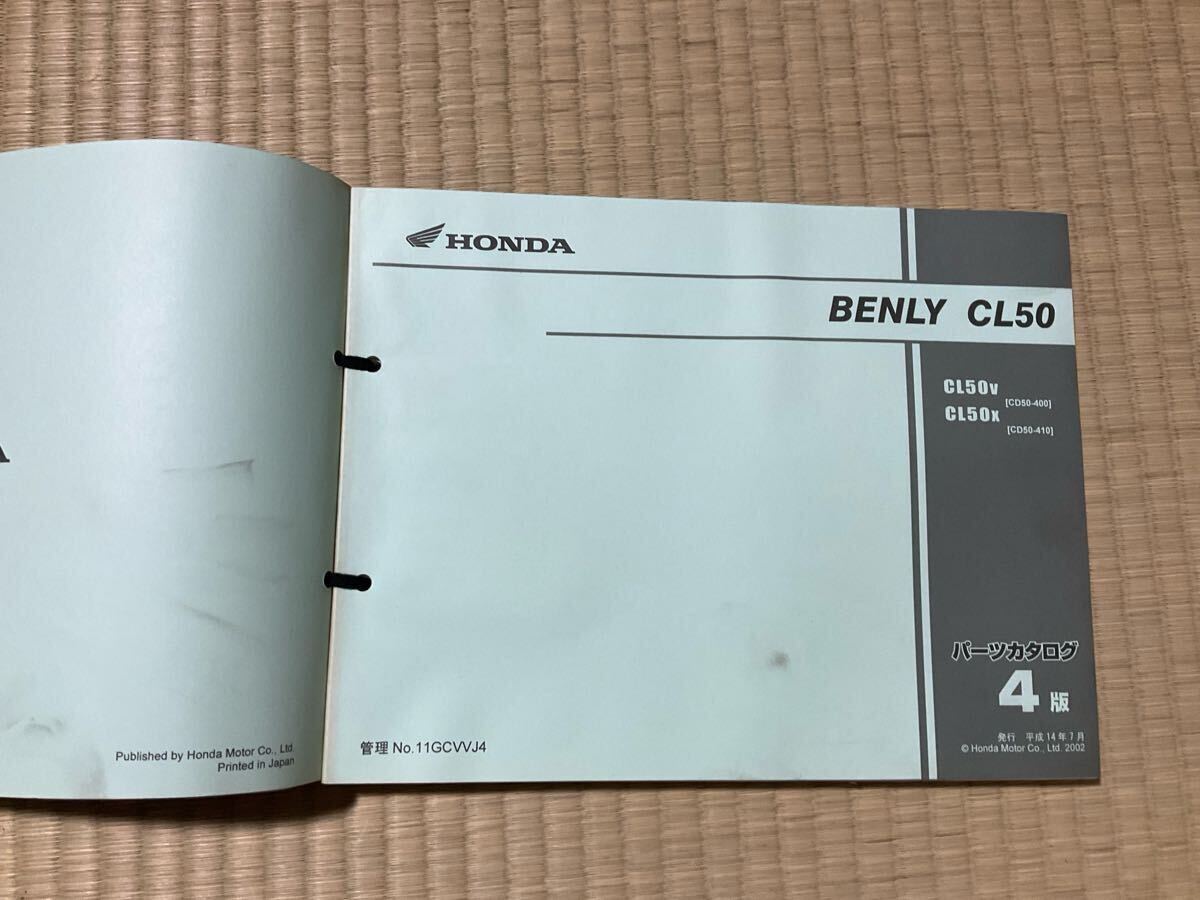 HONDA
BENLY CL50
CL50V
[CD50-400]
CL50X
[CD50-410]
パーツカタログ
4版
発行 平成14年7月
© Honda Motor Co., Ltd. 2002
管理 No.11GCVVJ4
A
Published by Honda Motor Co., Ltd.
Printed in Japan